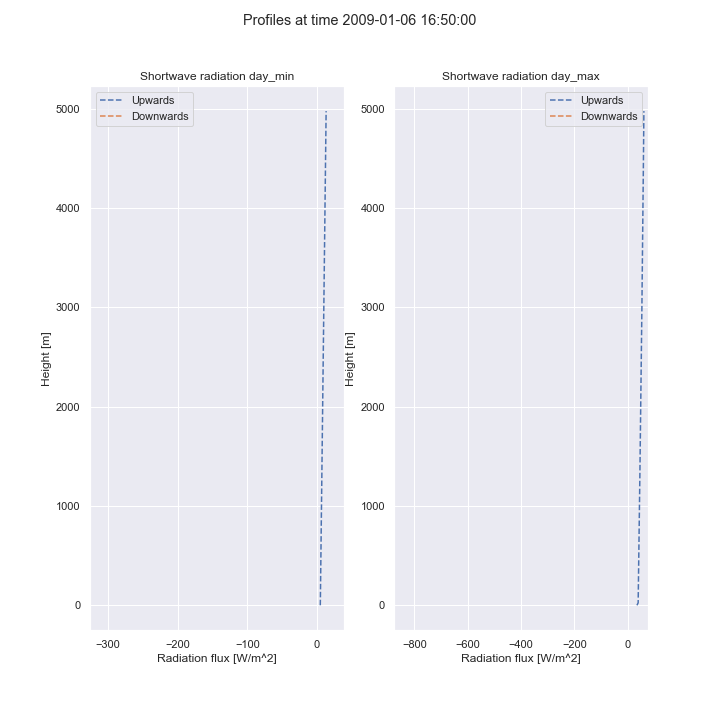 Profiles at time 2009-01-06 16:50:00
Shortwave radiation day_min
Upwards
Downwards
5000
4000
3000
2000
1000
0
Height [m]
−300
−200
−100
0
Radiation flux [W/m^2]
Shortwave radiation day_max
Upwards
Downwards
5000
4000
3000
2000
1000
0
Height [m]
−800
−600
−400
−200
0
Radiation flux [W/m^2]